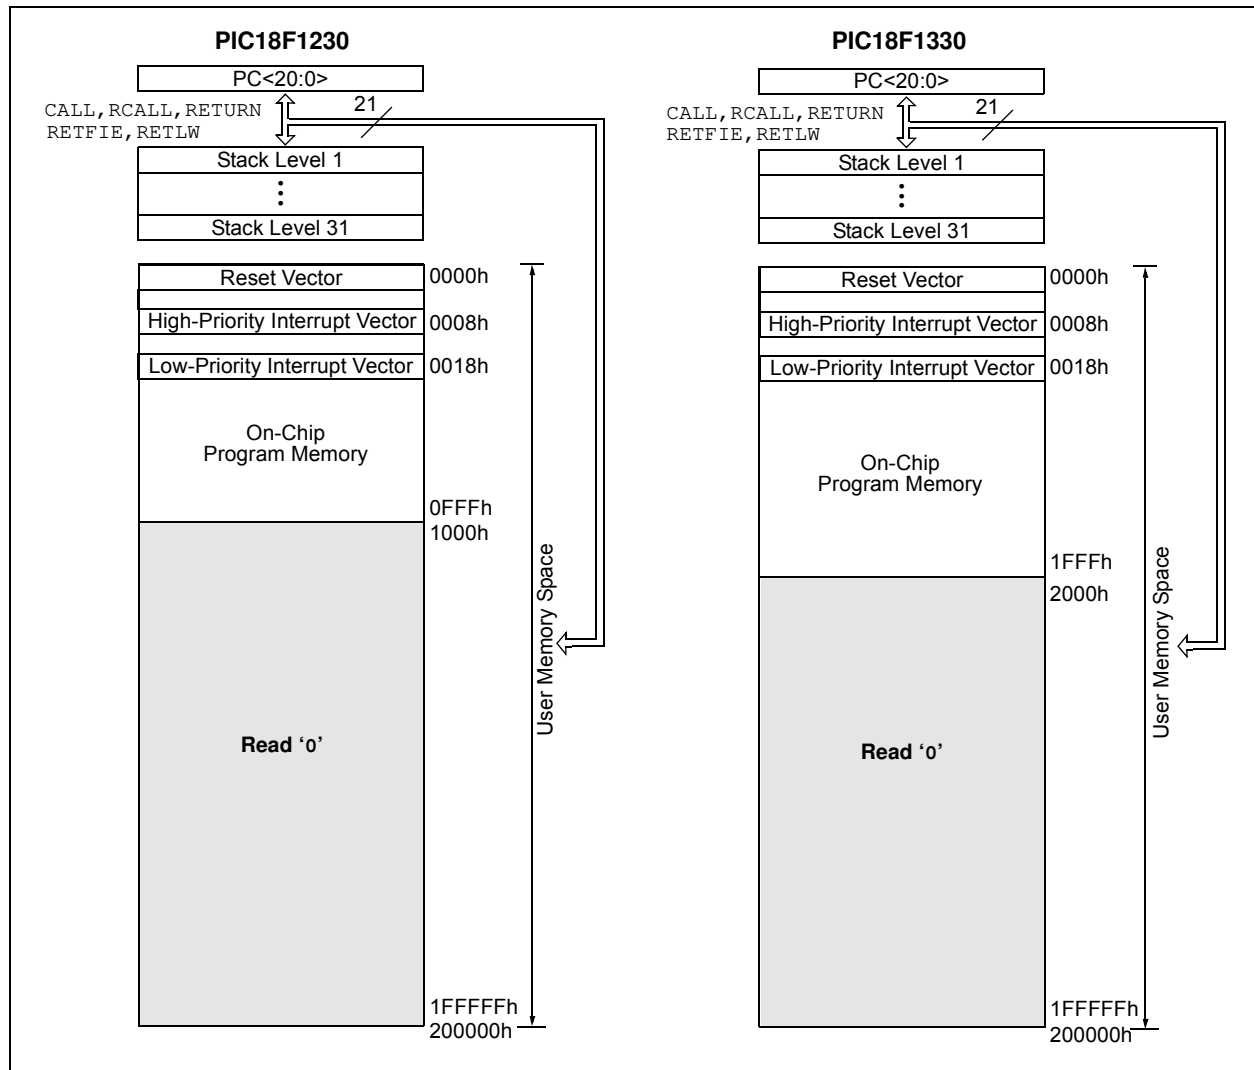 PIC18F1230
PC<20:0>
CALL,RCALL,RETURN
RETFIE,RETLW
21
Stack Level 1
Stack Level 31
Reset Vector
0000h
High-Priority Interrupt Vector
0008h
Low-Priority Interrupt Vector
0018h
On-Chip
Program Memory
0FFFh
1000h
User Memory Space
Read ‘0’
1FFFFFh
200000h
PIC18F1330
PC<20:0>
CALL,RCALL,RETURN
RETFIE,RETLW
21
Stack Level 1
Stack Level 31
Reset Vector
0000h
High-Priority Interrupt Vector
0008h
Low-Priority Interrupt Vector
0018h
On-Chip
Program Memory
1FFFh
2000h
User Memory Space
Read ‘0’
1FFFFFh
200000h